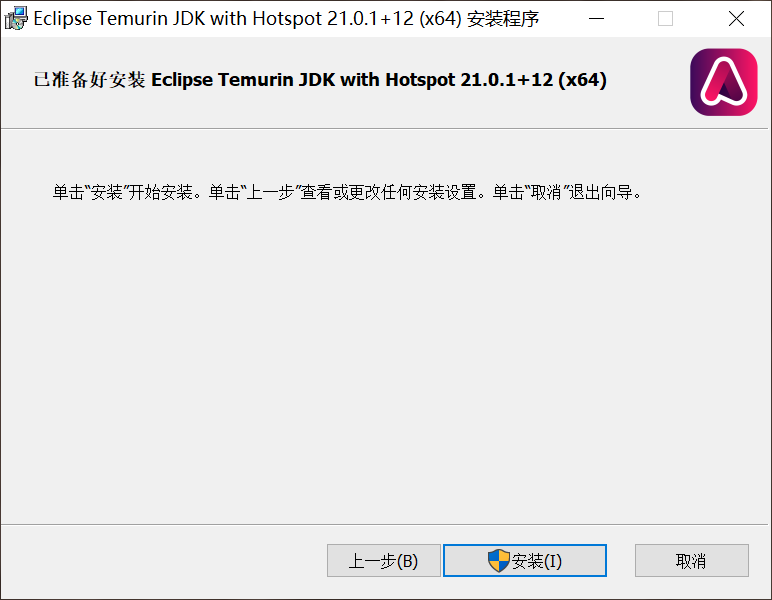 Eclipse Temurin JDK with Hotspot 21.0.1+12 (x64) 安装程序
已准备好安装 Eclipse Temurin JDK with Hotspot 21.0.1+12 (x64)
单击“安装”开始安装。单击“上一步”查看或更改任何安装设置。单击“取消”退出向导。
上一步(B)
安装(I)
取消